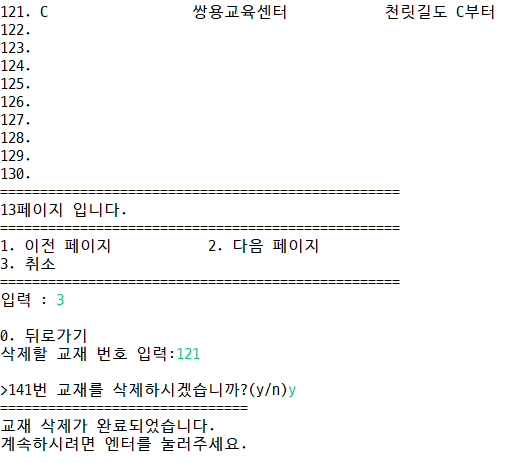 121. C 쌍용교육센터 천릿길도 C부터
122.
123.
124.
125.
126.
127.
128.
129.
130.
==================================================
13페이지 입니다.
==================================================
1. 이전 페이지 2. 다음 페이지
3. 취소
==================================================
입력 : 3
0. 뒤로가기
삭제할 교재 번호 입력:121
>141번 교재를 삭제하시겠습니까?(y/n)y
===============================
교재 삭제가 완료되었습니다.
계속하시려면 엔터를 눌러주세요.